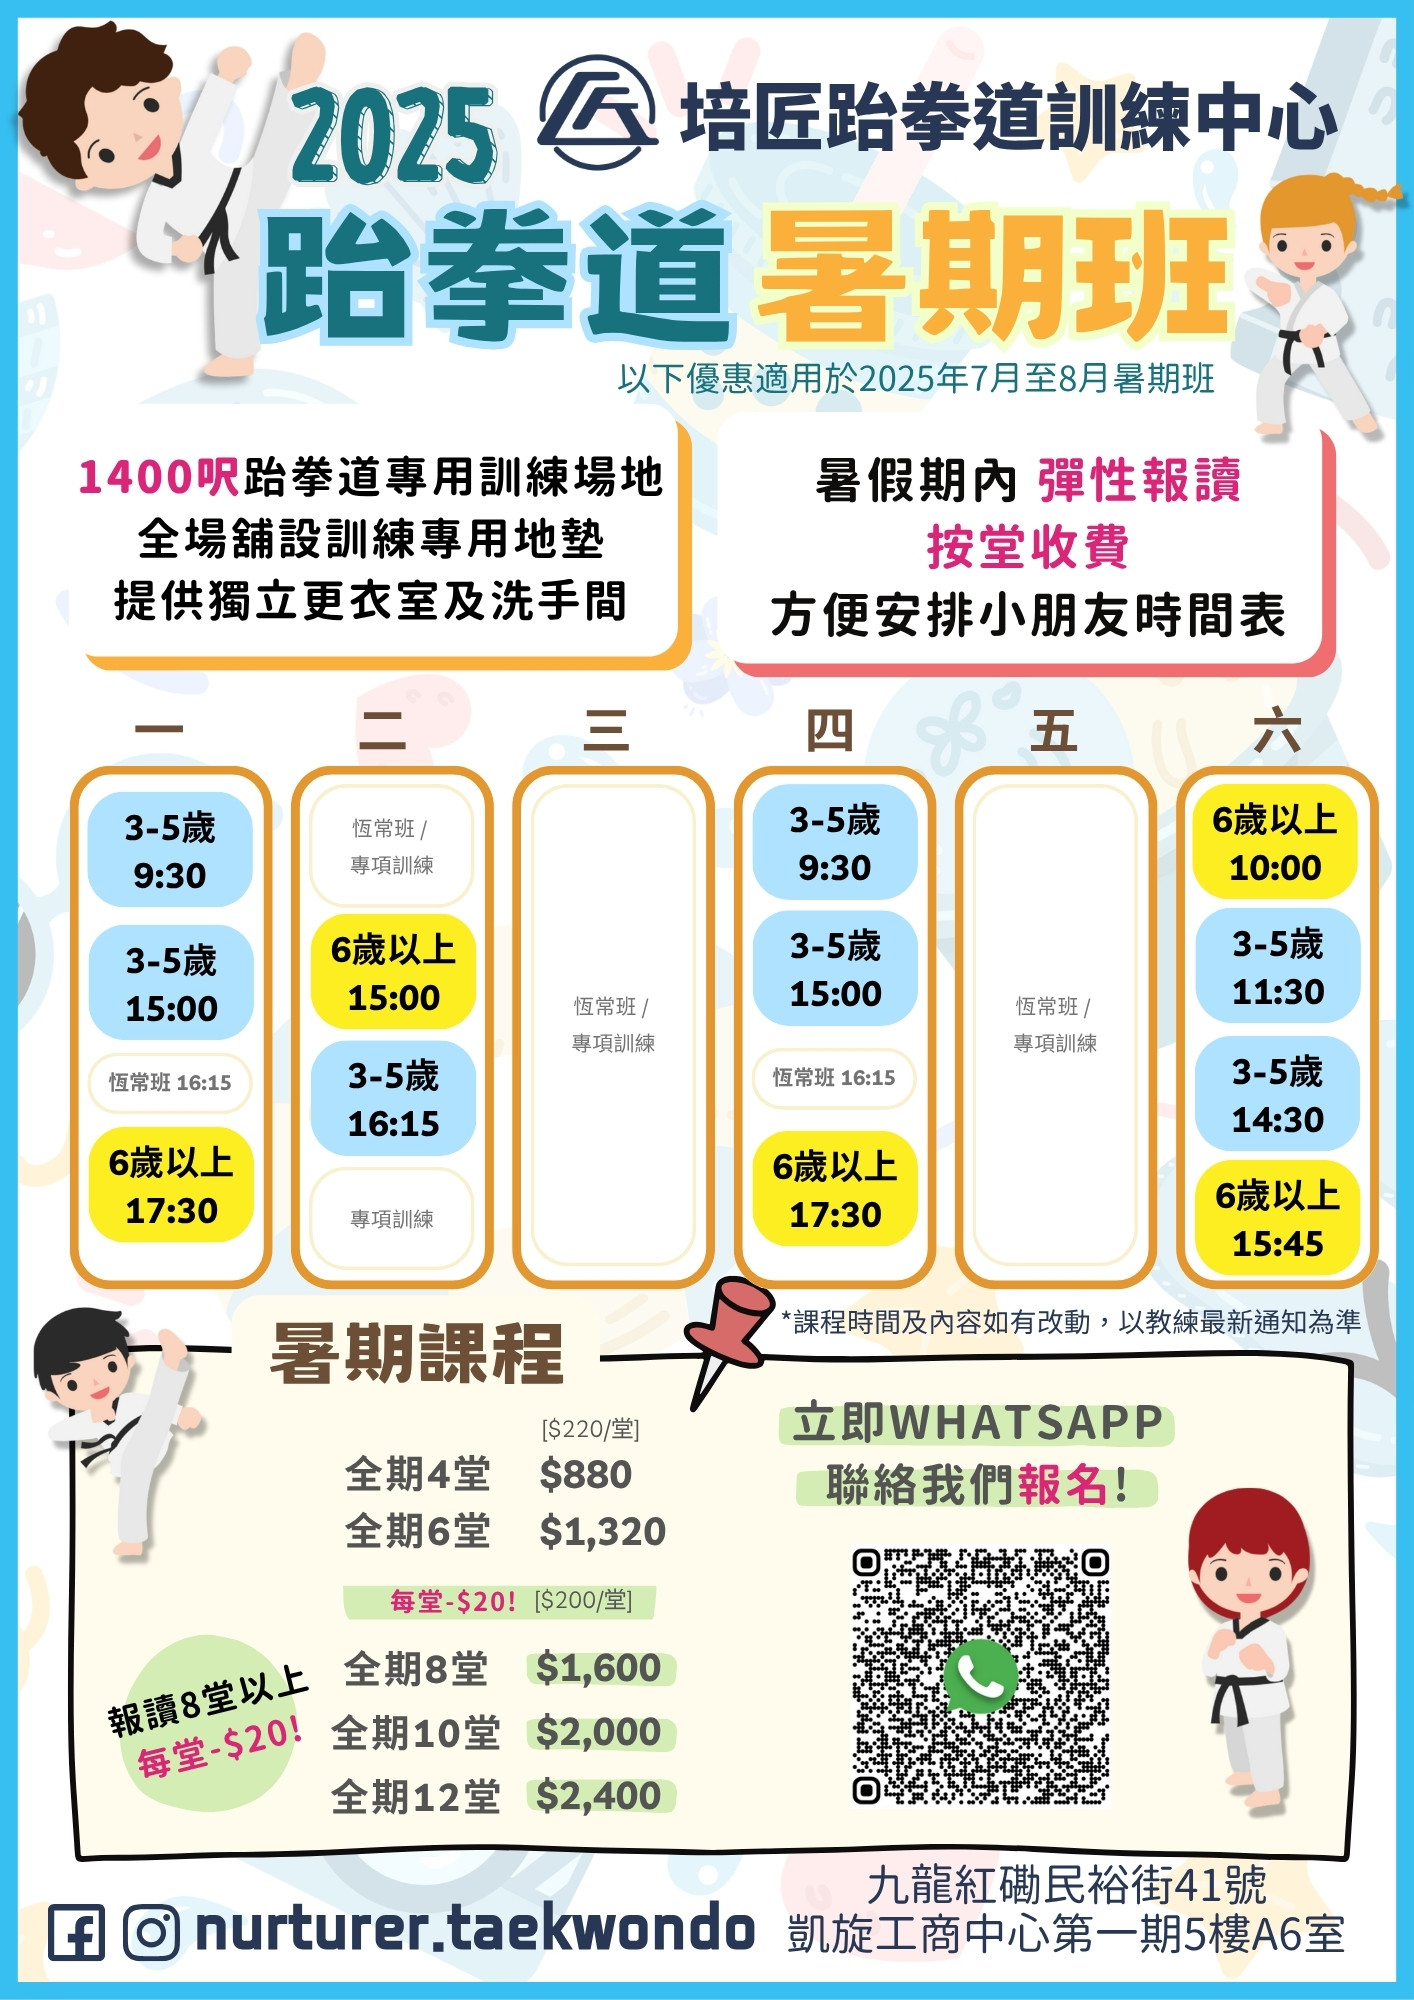 2025
培匠跆拳道訓練中心
跆拳道暑期班
以下優惠適用於2025年7月至8月暑期班
1400呎跆拳道專用訓練場地
全場舖設訓練專用地墊
提供獨立更衣室及洗手間
暑假期內 彈性報讀
按堂收費
方便安排小朋友時間表
一
3-5歲
9:30
3-5歲
15:00
恆常班 16:15
6歲以上
17:30
二
恆常班 /
專項訓練
6歲以上
15:00
3-5歲
16:15
專項訓練
三
恆常班 /
專項訓練
四
3-5歲
9:30
3-5歲
15:00
恆常班 16:15
6歲以上
17:30
五
恆常班 /
專項訓練
六
6歲以上
10:00
3-5歲
11:30
3-5歲
14:30
6歲以上
15:45
*課程時間及內容如有改動，以教練最新通知為準
暑期課程
[$220/堂]
全期4堂 $880
全期6堂 $1,320
每堂-$20! [$200/堂]
全期8堂 $1,600
全期10堂 $2,000
全期12堂 $2,400
報讀8堂以上
每堂-$20!
立即WHATSAPP
聯絡我們報名!
nurturer.taekwondo
九龍紅磡民裕街41號
凱旋工商中心第一期5樓A6室